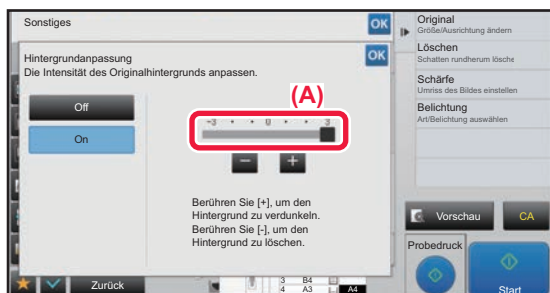 Sonstiges
OK
Hintergrundanpassung
Die Intensität des Originalhintergrunds anpassen.
OK
Off
On
(A)
-3 0 3
- +
Berühren Sie [+], um den
Hintergrund zu verdunkeln.
Berühren Sie [-], um den
Hintergrund zu löschen.
Zurück
3 B4
4 A3
A4
Original
Größe/Ausrichtung ändern
Löschen
Schatten rundherum lösche
Schärfe
Umriss des Bildes einstellen
Belichtung
Art/Belichtung auswählen
Vorschau
CA
Probedruck
Start